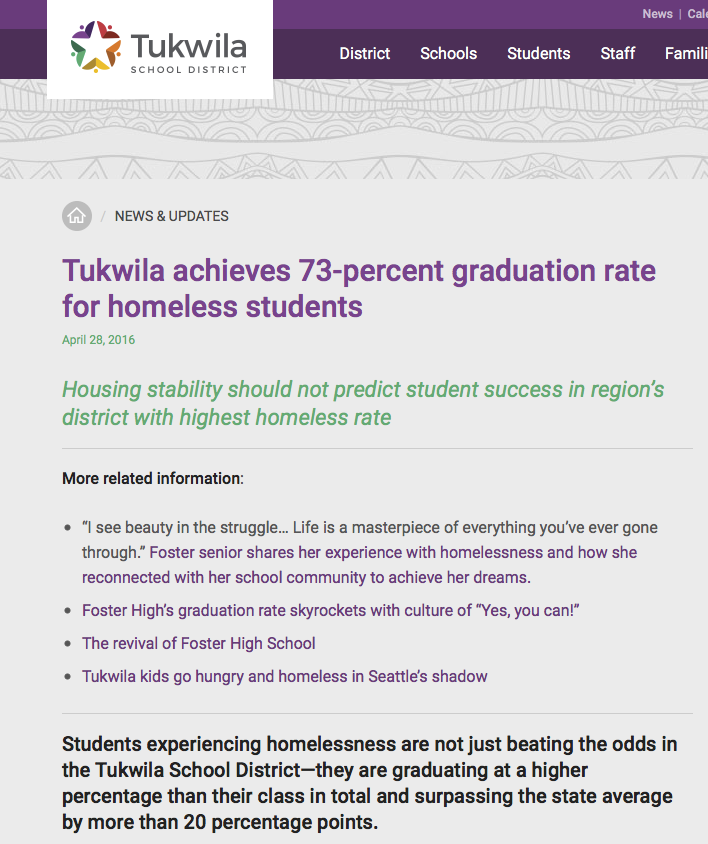 News | Cale
Tukwila
SCHOOL DISTRICT
District Schools Students Staff Famili
/ NEWS & UPDATES
Tukwila achieves 73-percent graduation rate
for homeless students
April 28, 2016
Housing stability should not predict student success in region’s
district with highest homeless rate
More related information:
• “I see beauty in the struggle… Life is a masterpiece of everything you’ve ever gone
through.” Foster senior shares her experience with homelessness and how she
reconnected with her school community to achieve her dreams.
• Foster High’s graduation rate skyrockets with culture of “Yes, you can!”
• The revival of Foster High School
• Tukwila kids go hungry and homeless in Seattle’s shadow
Students experiencing homelessness are not just beating the odds in
the Tukwila School District—they are graduating at a higher
percentage than their class in total and surpassing the state average
by more than 20 percentage points.